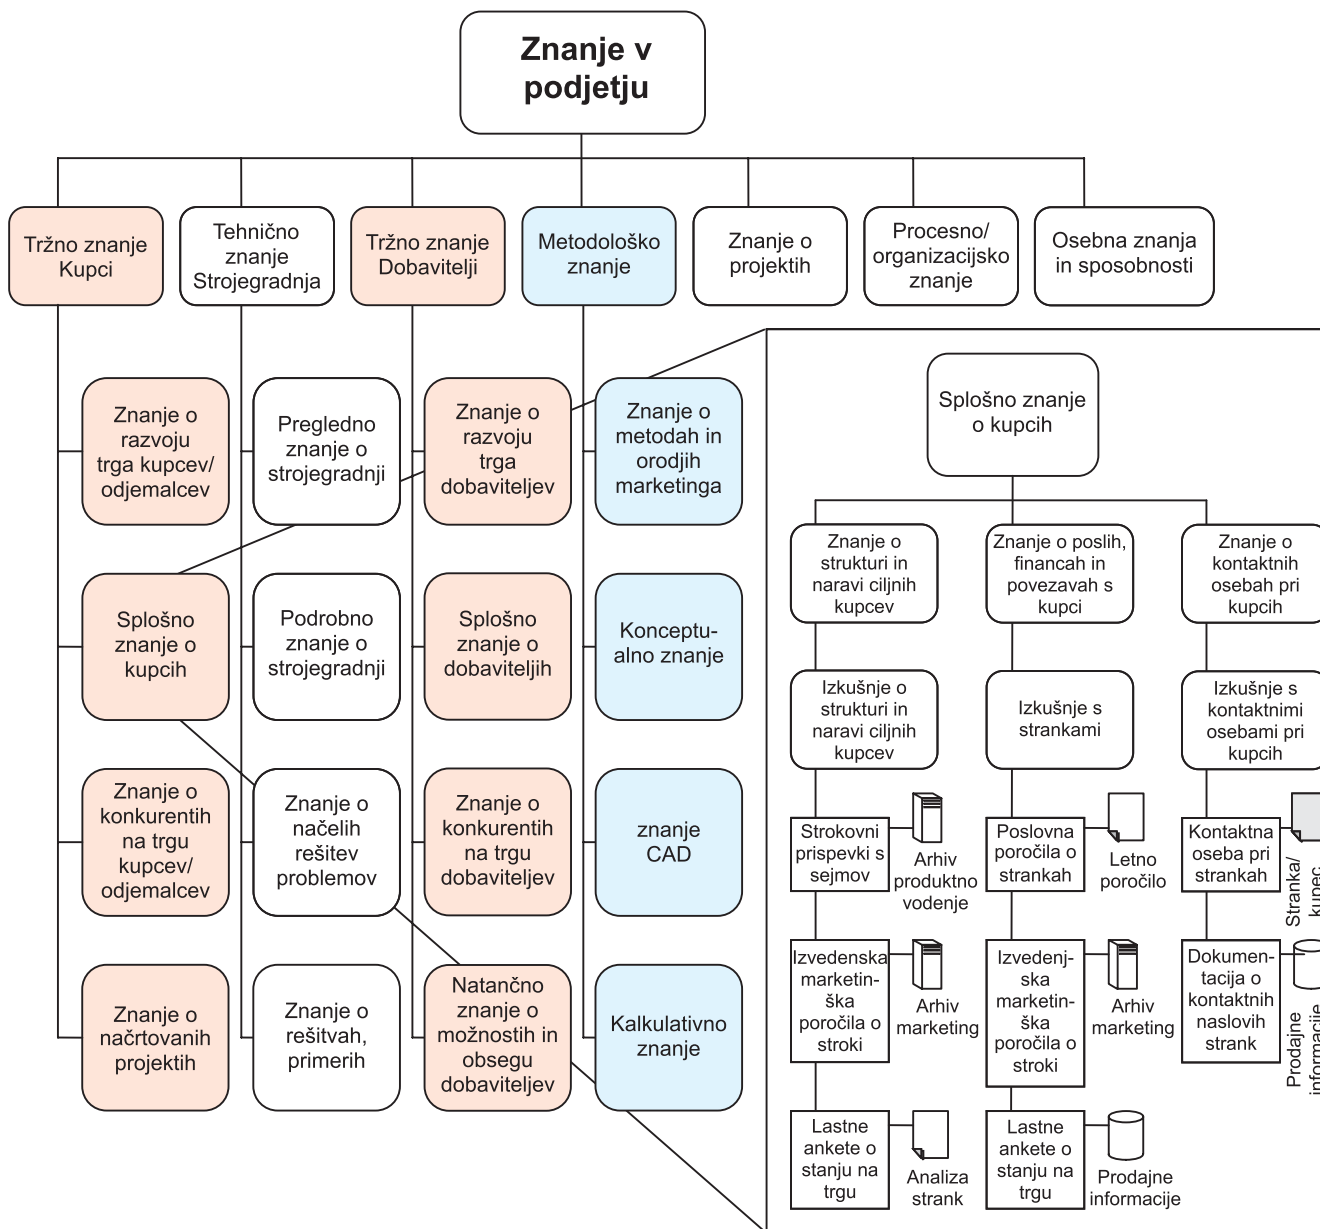 Znanje v
podjetju
Tržno znanje
Kupci
Tehnično
znanje
Strojegradnja
Tržno znanje
Dobavitelji
Metodološko
znanje
Znanje o
projektih
Procesno/
organizacijsko
znanje
Osebna znanja
in sposobnosti
Znanje o
razvoju
trga kupcev/
odjemalcev
Pregledno
znanje o
strojegradnji
Znanje o
razvoju
trga
dobaviteljev
Znanje o
metodah in
orodjih
marketinga
Splošno
znanje o
kupcih
Podrobno
znanje o
strojegradnji
Splošno
znanje o
dobaviteljih
Konceptu-
alno znanje
Znanje o
konkurentih
na trgu
kupcev/
odjemalcev
Znanje o
načelih
rešitev
problemov
Znanje o
konkurentih
na trgu
dobaviteljev
znanje
CAD
Znanje o
načrtovanih
projektih
Znanje o
rešitvah,
primerih
Natančno
znanje o
možnostih in
obsegu
dobaviteljev
Kalkulativno
znanje
Splošno znanje
o kupcih
Znanje o
strukturi in
naravi ciljnih
kupcev
Znanje o poslih,
financah in
povezavah s
kupci
Znanje o
kontaktnih
osebah pri
kupcih
Izkušnje o
strukturi in
naravi ciljnih
kupcev
Izkušnje s
strankami
Izkušnje s
kontaktnimi
osebami pri
kupcih
Strokovni
prispevki s
sejmov
Arhiv
produktno
vodenje
Poslovna
poročila o
strankah
Letno
poročilo
Kontaktna
oseba pri
strankah
Stranka/
kupec
Izvedenska
marketin-
ška
poročila o
stroki
Arhiv
marketing
Izvedenj-
ska
marketin-
ška
poročila o
stroki
Arhiv
marketing
Dokumen-
tacija o
kontaktnih
naslovih
strank
Prodajne
informacije
Lastne
ankete o
stanju na
trgu
Analiza
strank
Lastne
ankete o
stanju na
trgu
Prodajne
informacije